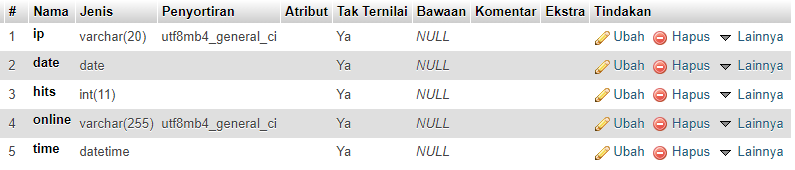 # Nama Jenis Penyortiran Atribut Tak Ternilai Bawaan Komentar Ekstra Tindakan
1 ip varchar(20) utf8mb4_general_ci Ya NULL Ubah Hapus Lainnya
2 date date Ya NULL Ubah Hapus Lainnya
3 hits int(11) Ya NULL Ubah Hapus Lainnya
4 online varchar(255) utf8mb4_general_ci Ya NULL Ubah Hapus Lainnya
5 time datetime Ya NULL Ubah Hapus Lainnya